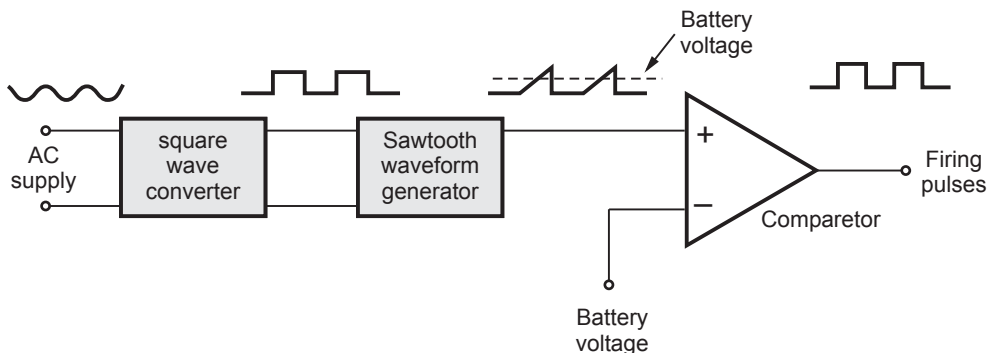 Battery
voltage
AC
supply
square
wave
converter
Sawtooth
waveform
generator
+
−
Comparetor
Firing
pulses
Battery
voltage